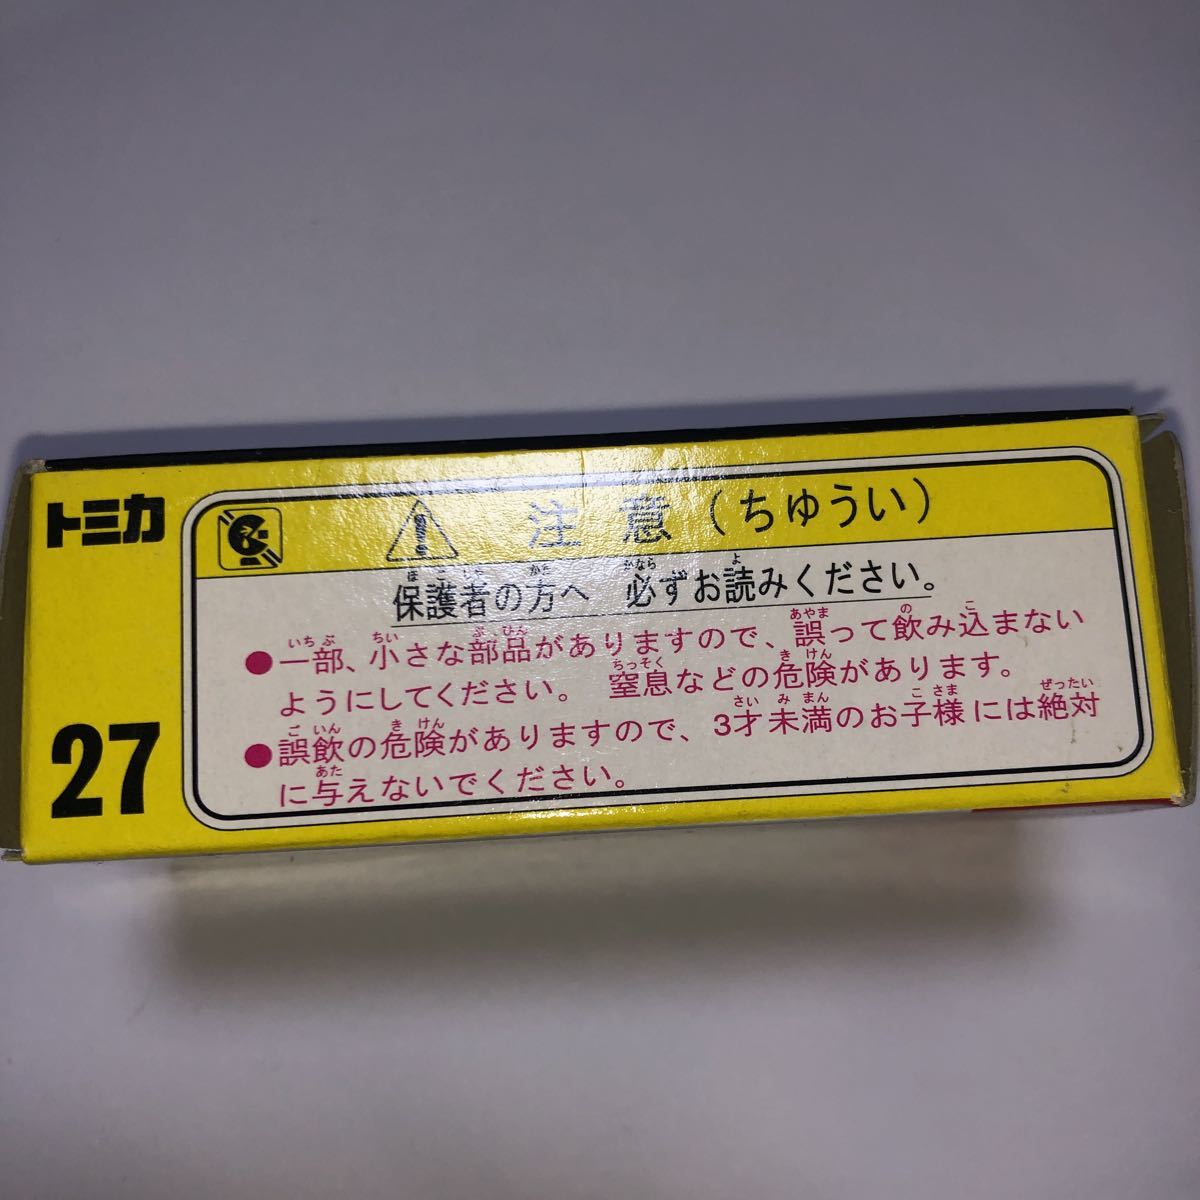 トミカ
27
注意（ちゅうい）
保護者の方へ 必ずお読みください。
●一部、小さな部品がありますので、誤って飲み込まない
ようにしてください。 窒息などの危険があります。
●誤飲の危険がありますので、3才未満のお子様には絶対
に与えないでください。